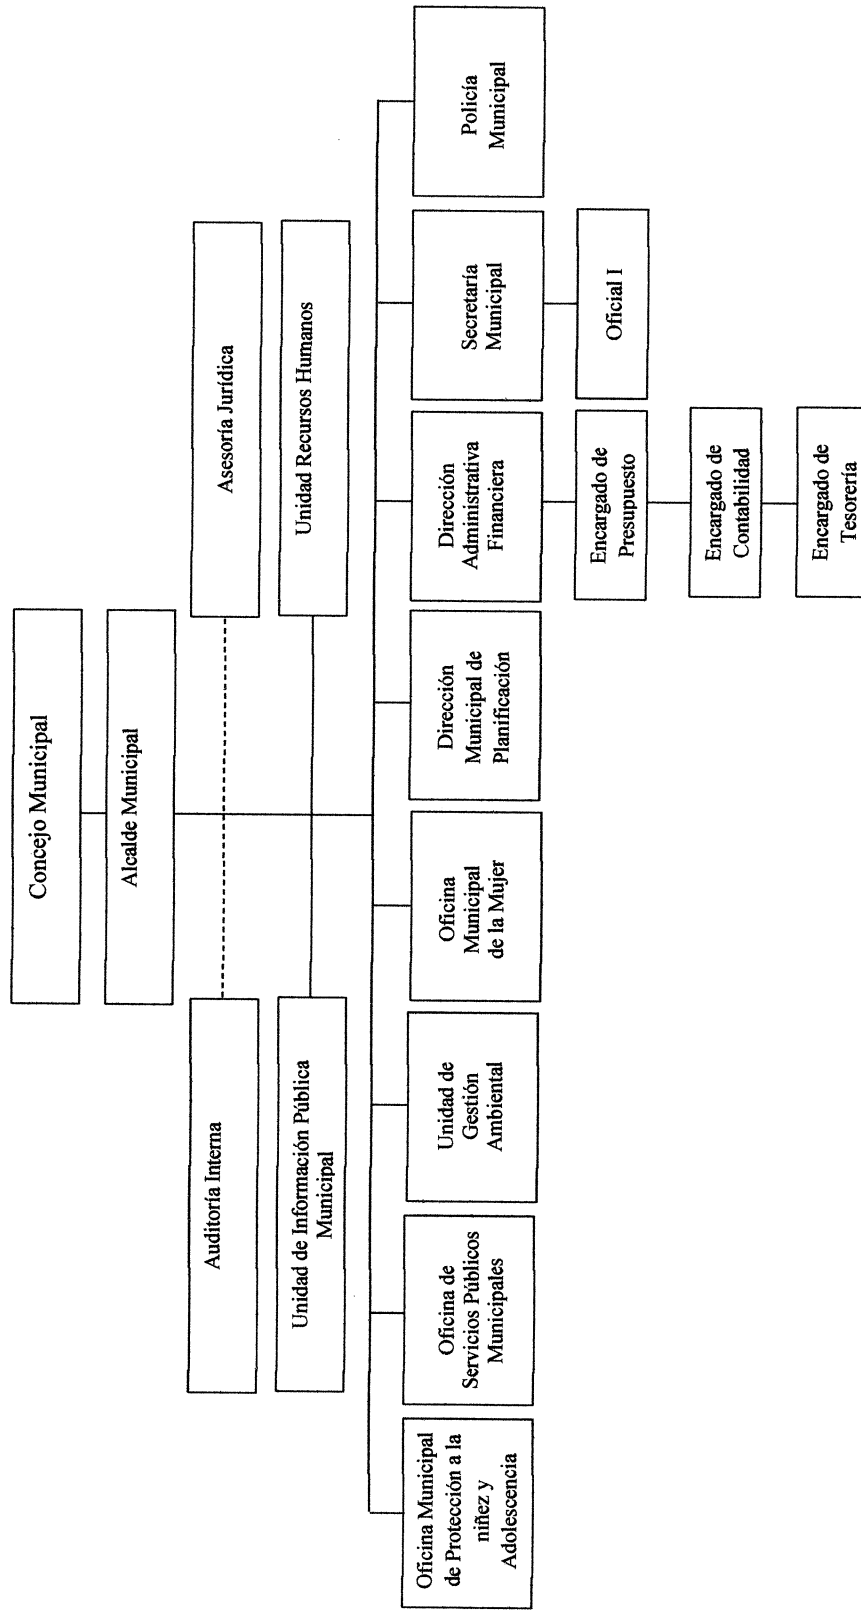 Concejo Municipal
Alcalde Municipal
Auditoría Interna
Asesoría Jurídica
Unidad de Información Pública
Municipal
Unidad Recursos Humanos
Oficina Municipal
de Protección a la
niñez y
Adolescencia
Oficina de
Servicios Públicos
Municipales
Unidad de
Gestión
Ambiental
Oficina
Municipal
de la Mujer
Dirección
Municipal de
Planificación
Dirección
Administrativa
Financiera
Secretaría
Municipal
Policía
Municipal
Encargado de
Presupuesto
Oficial I
Encargado de
Contabilidad
Encargado de
Tesorería